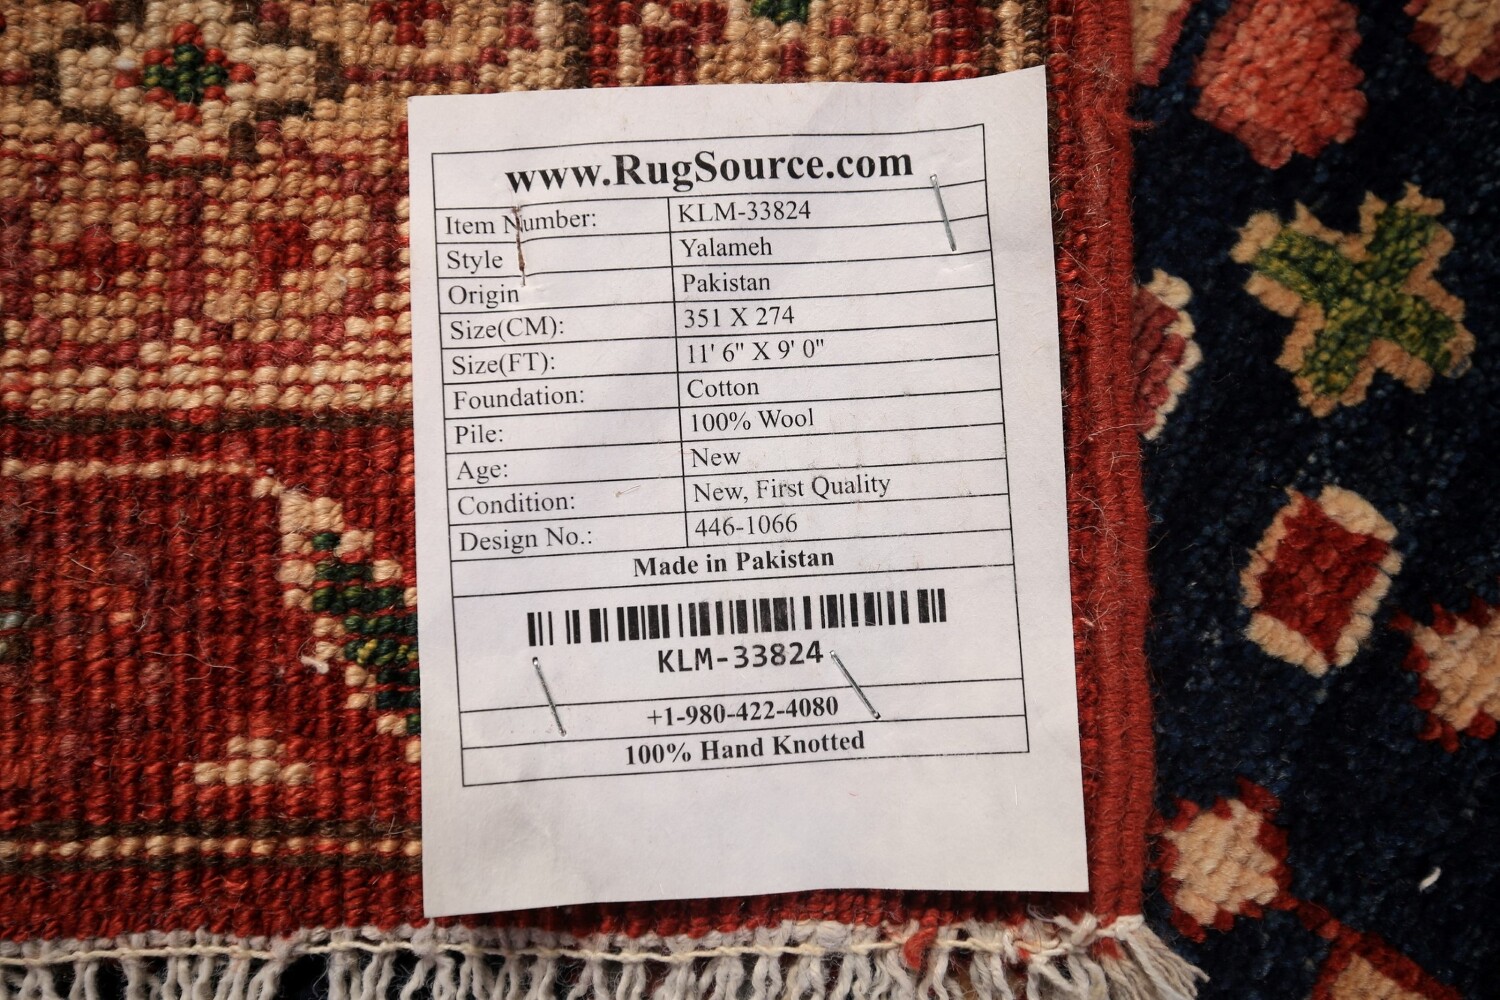 www.RugSource.com
Item Number: KLM-33824
Style Yalameh
Origin Pakistan
Size(CM): 351 X 274
Size(FT): 11' 6" X 9' 0"
Foundation: Cotton
Pile: 100% Wool
Age: New
Condition: New, First Quality
Design No.: 446-1066
Made in Pakistan
KLM-33824
+1-980-422-4080
100% Hand Knotted